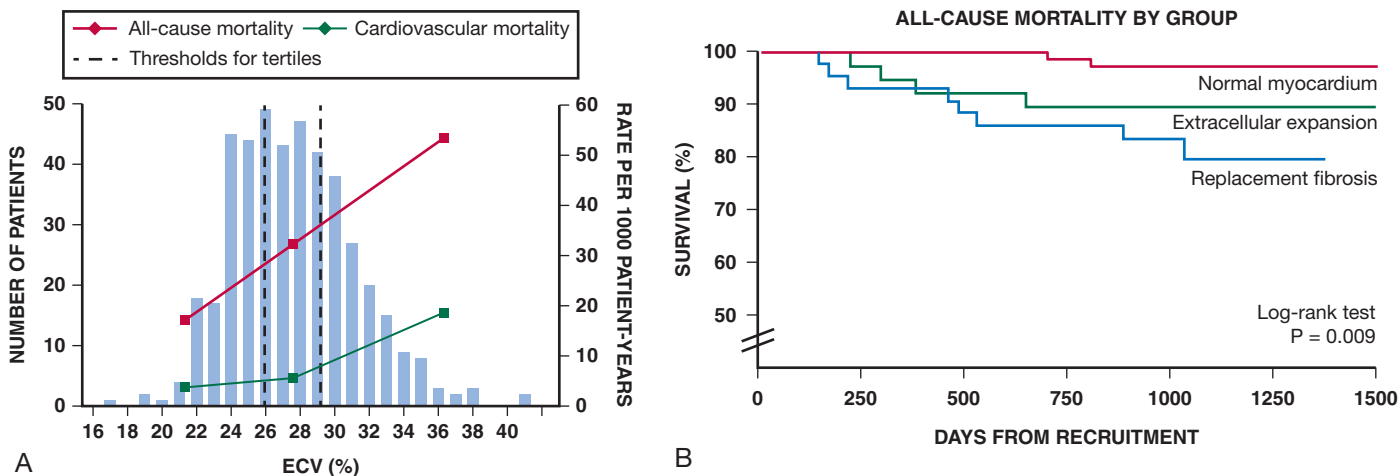 All-cause mortality
Cardiovascular mortality
Thresholds for tertiles
NUMBER OF PATIENTS
50
40
30
20
10
0
60
50
40
30
20
10
0
RATE PER 1000 PATIENT-YEARS
16 18 20 22 24 26 28 30 32 34 36 38 40
ECV (%)
A
ALL-CAUSE MORTALITY BY GROUP
SURVIVAL (%)
100
90
80
70
60
50
Normal myocardium
Extracellular expansion
Replacement fibrosis
Log-rank test
P = 0.009
0 250 500 750 1000 1250 1500
DAYS FROM RECRUITMENT
B